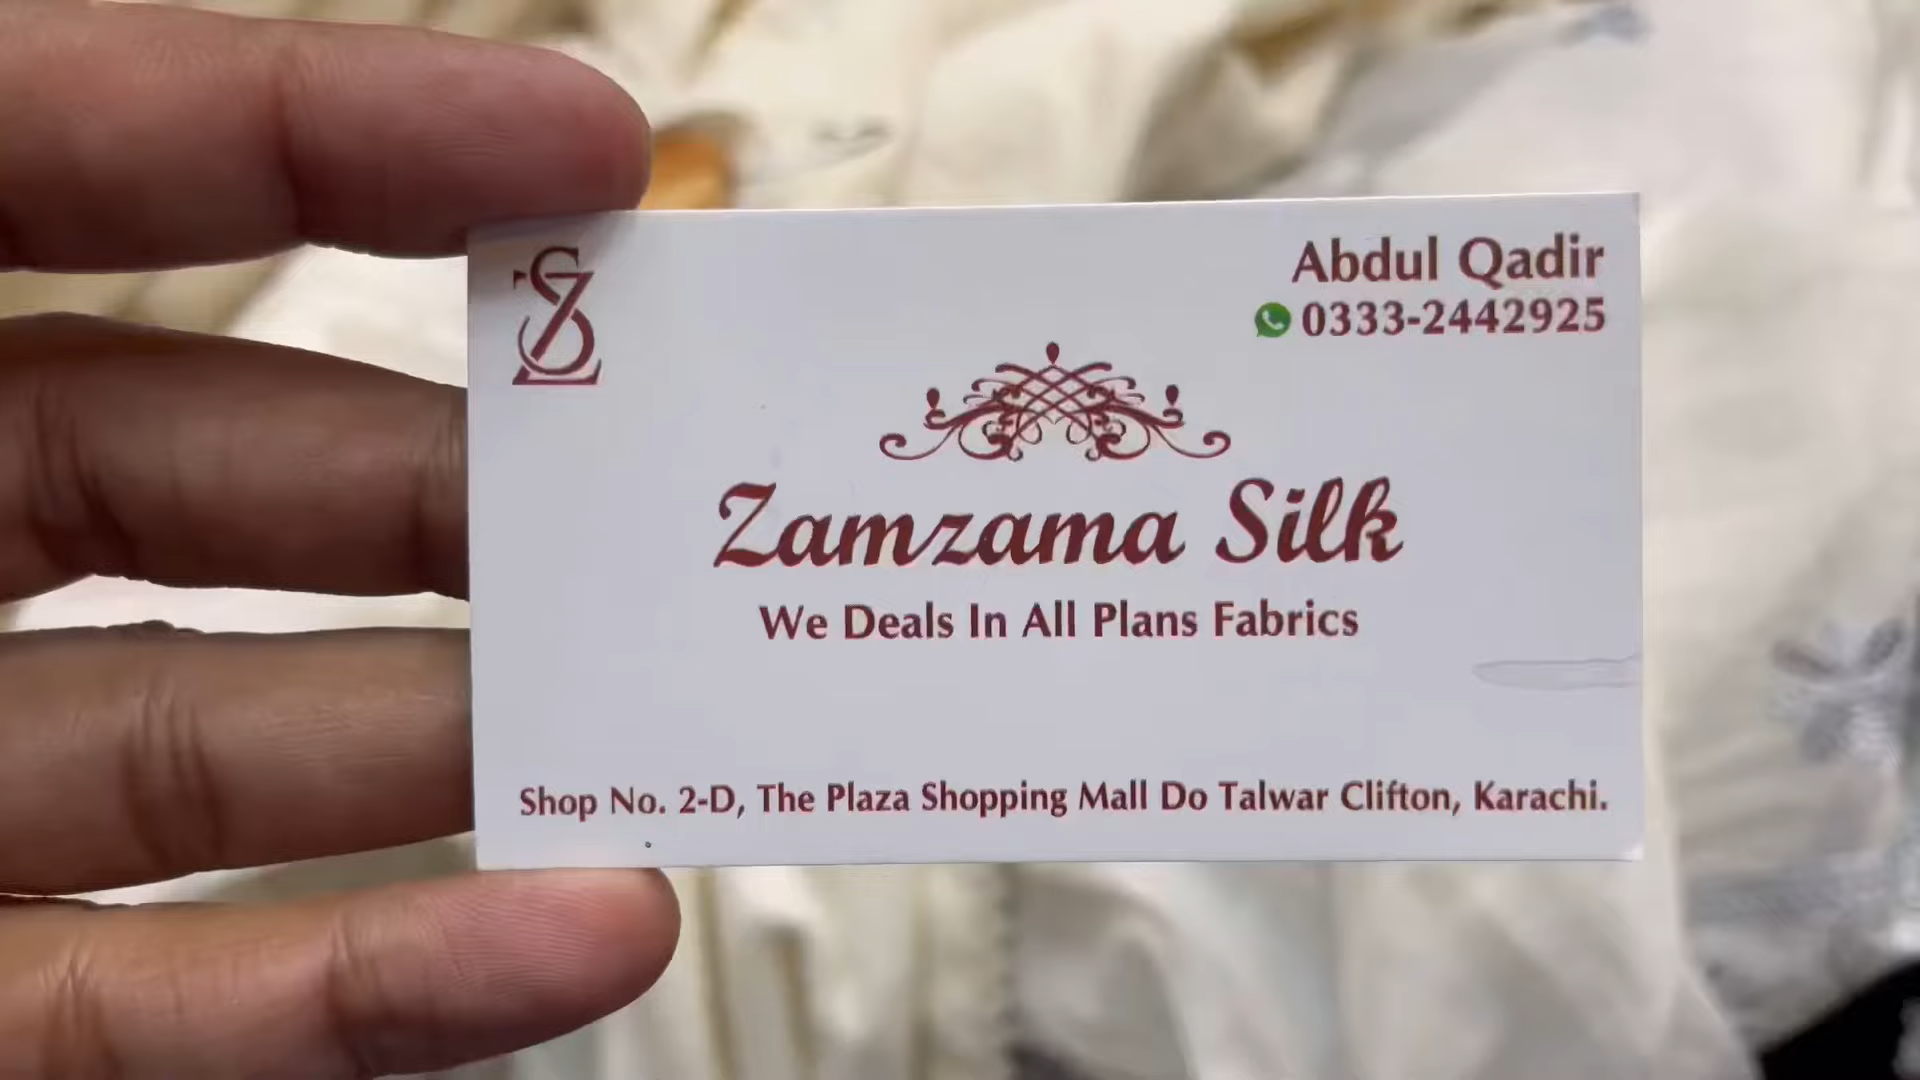 ZS
Abdul Qadir
0333-2442925
Zamzama Silk
We Deals In All Plans Fabrics
Shop No. 2-D, The Plaza Shopping Mall Do Talwar Clifton, Karachi.